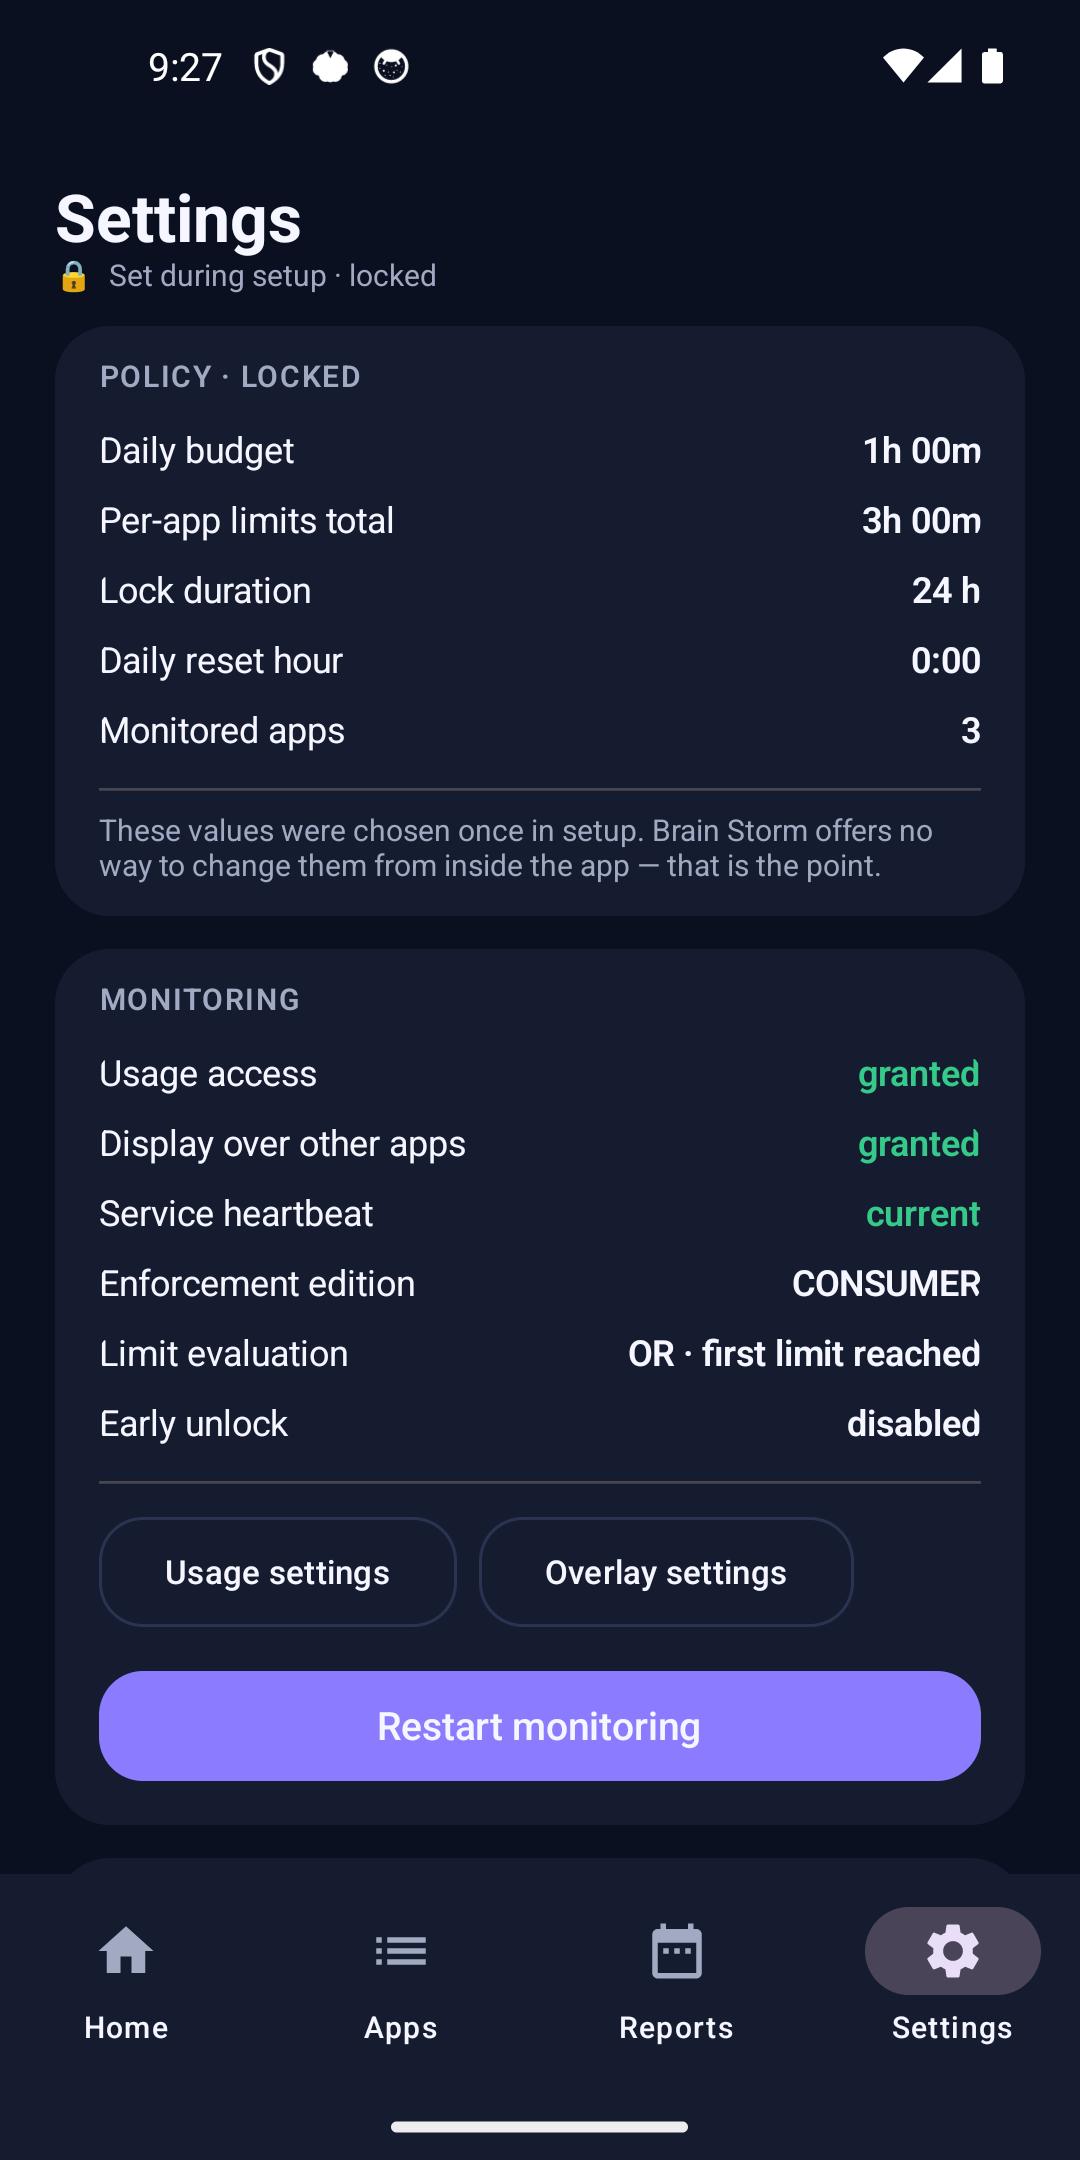 9:27
Settings
🔒 Set during setup · locked
POLICY · LOCKED
Daily budget 1h 00m
Per-app limits total 3h 00m
Lock duration 24 h
Daily reset hour 0:00
Monitored apps 3
These values were chosen once in setup. Brain Storm offers no
way to change them from inside the app — that is the point.
MONITORING
Usage access granted
Display over other apps granted
Service heartbeat current
Enforcement edition CONSUMER
Limit evaluation OR · first limit reached
Early unlock disabled
Usage settings Overlay settings
Restart monitoring
Home Apps Reports Settings